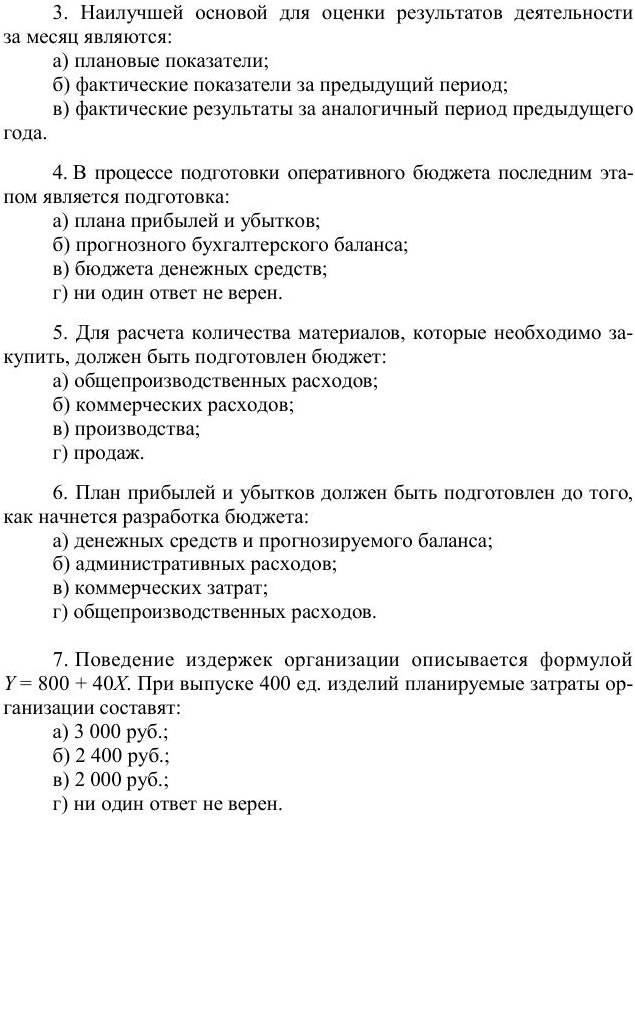 3. Наилучшей основой для оценки результатов деятельности
за месяц являются:
а) плановые показатели;
б) фактические показатели за предыдущий период;
в) фактические результаты за аналогичный период предыдущего
года.
4. В процессе подготовки оперативного бюджета последним эта-
пом является подготовка:
а) плана прибылей и убытков;
б) прогнозного бухгалтерского баланса;
в) бюджета денежных средств;
г) ни один ответ не верен.
5. Для расчета количества материалов, которые необходимо за-
купить, должен быть подготовлен бюджет:
а) общепроизводственных расходов;
б) коммерческих расходов;
в) производства;
г) продаж.
6. План прибылей и убытков должен быть подготовлен до того,
как начнется разработка бюджета:
а) денежных средств и прогнозируемого баланса;
б) административных расходов;
в) коммерческих затрат;
г) общепроизводственных расходов.
7. Поведение издержек организации описывается формулой
Y = 800 + 40X. При выпуске 400 ед. изделий планируемые затраты ор-
ганизации составят:
а) 3 000 руб.;
б) 2 400 руб.;
в) 2 000 руб.;
г) ни один ответ не верен.